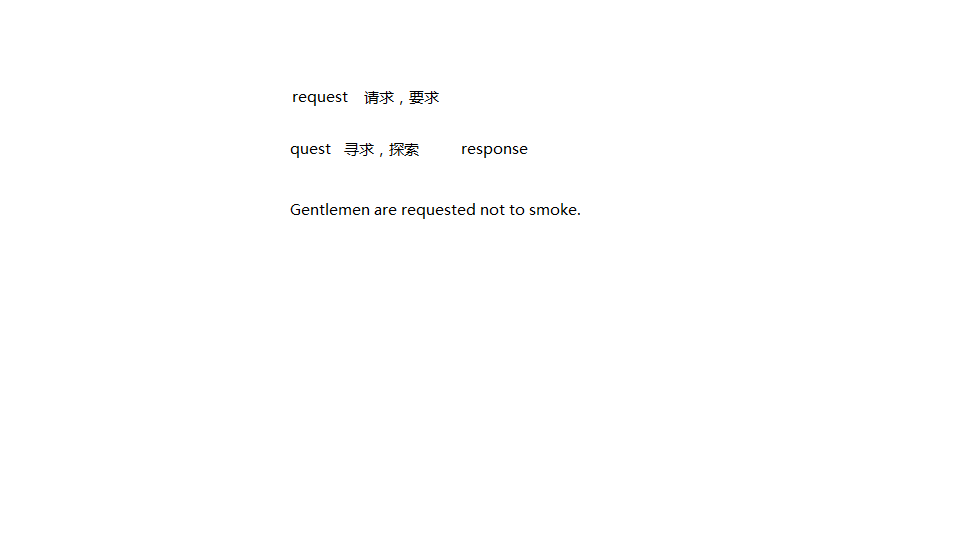 request 请求，要求
quest 寻求，探索 response
Gentlemen are requested not to smoke.